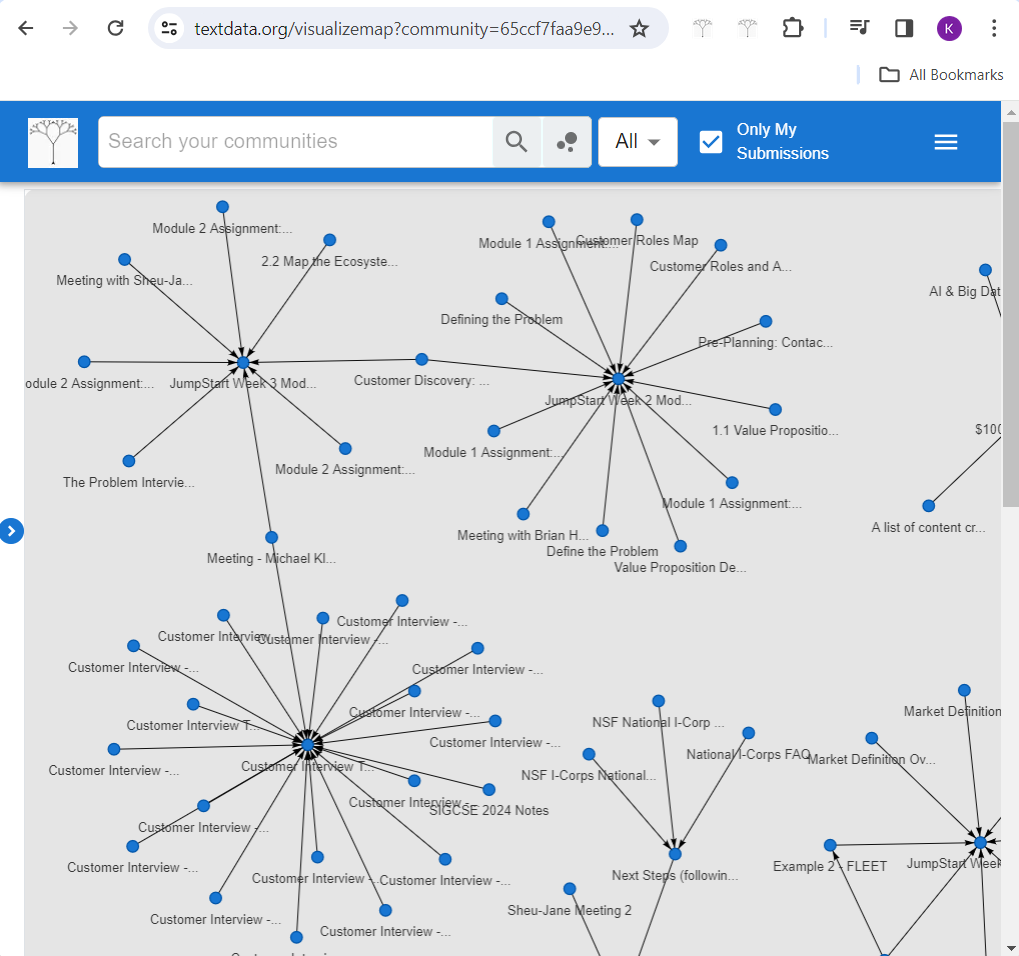 textdata.org/visualizemap?community=65ccf7faa9e9...
K
All Bookmarks
Search your communities
All
Only My
Submissions
Module 2 Assignment:...
2.2 Map the Ecosyste...
Meeting with Sheu-Ja...
Module 1 Assignment:...
Customer Roles Map
Customer Roles and A...
AI & Big Dat
Defining the Problem
Pre-Planning: Contac...
odule 2 Assignment:...
JumpStart Week 3 Mod...
Customer Discovery: ...
JumpStart Week 2 Mod...
1.1 Value Propositio...
$100
Module 1 Assignment:...
Module 2 Assignment:...
The Problem Intervie...
Module 1 Assignment:...
A list of content cr...
Meeting with Brian H...
Define the Problem
Value Proposition De...
Meeting - Michael Kl...
Customer Interview -...
Customer Interview
Customer Interview -...
Customer Interview -...
Customer Interview -...
Customer Interview -...
Customer Interview T...
NSF National I-Corp ...
Market Definition
Customer Interview -...
National I-Corps FAQ
Market Definition Ov...
Customer Interview -...
Customer Interview T...
NSF I-Corps National...
Customer Interview -...
SIGCSE 2024 Notes
Customer Interview -...
Customer Interview -...
Example 2 - FLEET
JumpStart Week
Next Steps (followin...
Customer Interview -...
Customer Interview -...
Sheu-Jane Meeting 2
Customer Interview -...
Customer Interview -...